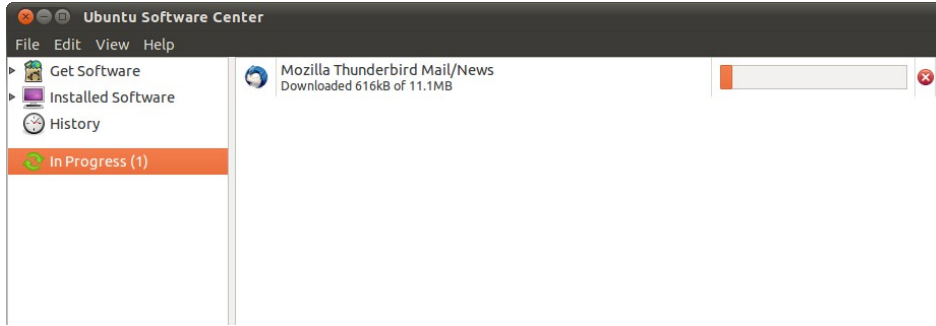 Ubuntu Software Center
File Edit View Help
Get Software
Installed Software
History
In Progress (1)
Mozilla Thunderbird Mail/News
Downloaded 616kB of 11.1MB